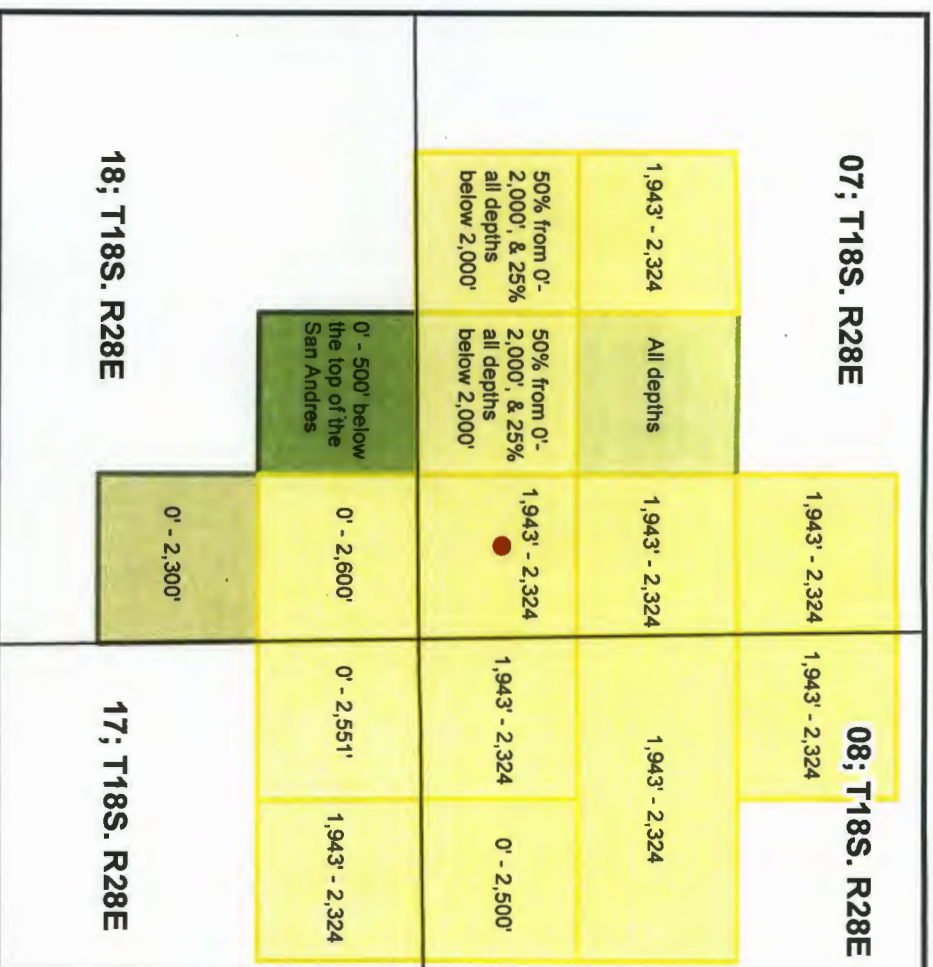 07; T18S. R28E
08; T18S. R28E
1,943' - 2,324
1,943' - 2,324
1,943' - 2,324
All depths
1,943' - 2,324
1,943' - 2,324
50% from 0'-
2,000', & 25%
all depths
below 2,000'
50% from 0'-
2,000', & 25%
all depths
below 2,000'
1,943' - 2,324
1,943' - 2,324
0' - 2,500'
0' - 500' below
the top of the
San Andres
0' - 2,600'
0' - 2,551'
1,943' - 2,324
0' - 2,300'
18; T18S. R28E
17; T18S. R28E